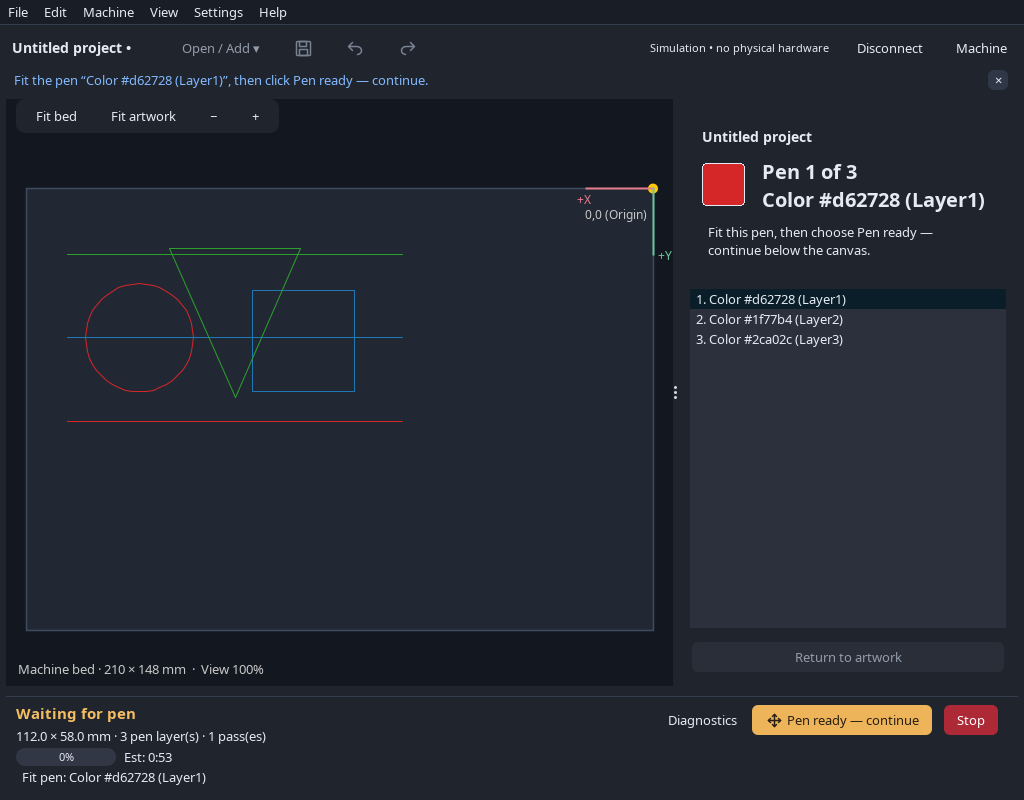 File Edit Machine View Settings Help
Untitled project • Open / Add ▾ Simulation • no physical hardware Disconnect Machine
Fit the pen “Color #d62728 (Layer1)”, then click Pen ready — continue. ×
Fit bed Fit artwork − +
+X
0,0 (Origin)
+Y
Machine bed · 210 × 148 mm · View 100%
Untitled project
Pen 1 of 3
Color #d62728 (Layer1)
Fit this pen, then choose Pen ready —
continue below the canvas.
1. Color #d62728 (Layer1)
2. Color #1f77b4 (Layer2)
3. Color #2ca02c (Layer3)
Return to artwork
Waiting for pen
112.0 × 58.0 mm · 3 pen layer(s) · 1 pass(es)
0% Est: 0:53
Fit pen: Color #d62728 (Layer1)
Diagnostics Pen ready — continue Stop